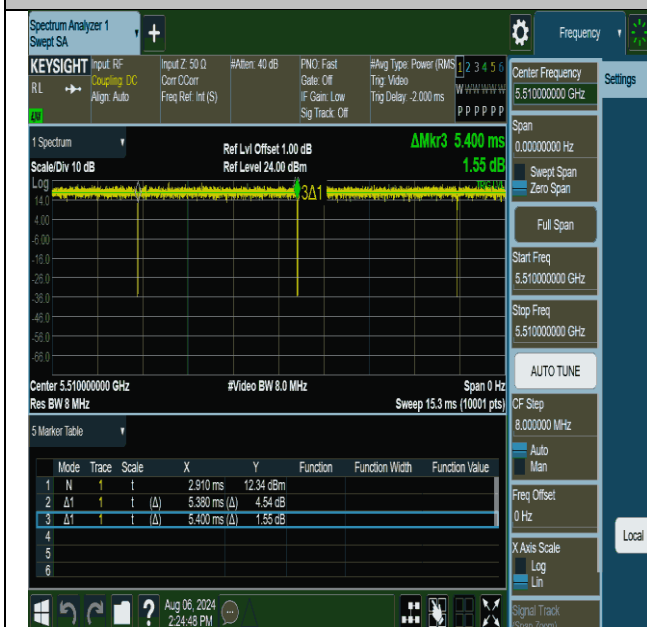 Spectrum Analyzer 1
Swept SA
+
Frequency
KEYSIGHT
RL
Input: RF
Coupling: DC
Align: Auto
Input Z: 50 Ω
Corr CCorr
Freq Ref: Int (S)
#Atten: 40 dB
PNO: Fast
Gate: Off
IF Gain: Low
Sig Track: Off
#Avg Type: Power (RMS
Trig: Video
Trig Delay: -2.000 ms
1 2 3 4 5 6
W W W W W W
P P P P P P
Center Frequency
5.510000000 GHz
Settings
Span
0.00000000 Hz
Swept Span
Zero Span
Full Span
Start Freq
5.510000000 GHz
Stop Freq
5.510000000 GHz
AUTO TUNE
CF Step
8.000000 MHz
Auto
Man
Freq Offset
0 Hz
X Axis Scale
Log
Lin
Signal Track
(Span Zoom)
Local
1 Spectrum
Scale/Div 10 dB
Ref Lvl Offset 1.00 dB
Ref Level 24.00 dBm
ΔMkr3 5.400 ms
1.55 dB
Log
14.0
4.00
-6.00
-16.0
-26.0
-36.0
-46.0
-56.0
-66.0
3Δ1
Center 5.510000000 GHz
Res BW 8 MHz
#Video BW 8.0 MHz
Span 0 Hz
Sweep 15.3 ms (10001 pts)
5 Marker Table
Mode Trace Scale X Y Function Function Width Function Value
1 N 1 t 2.910 ms 12.34 dBm
2 Δ1 1 t (Δ) 5.380 ms (Δ) 4.54 dB
3 Δ1 1 t (Δ) 5.400 ms (Δ) 1.55 dB
4
5
6
?
Aug 06, 2024
2:24:48 PM